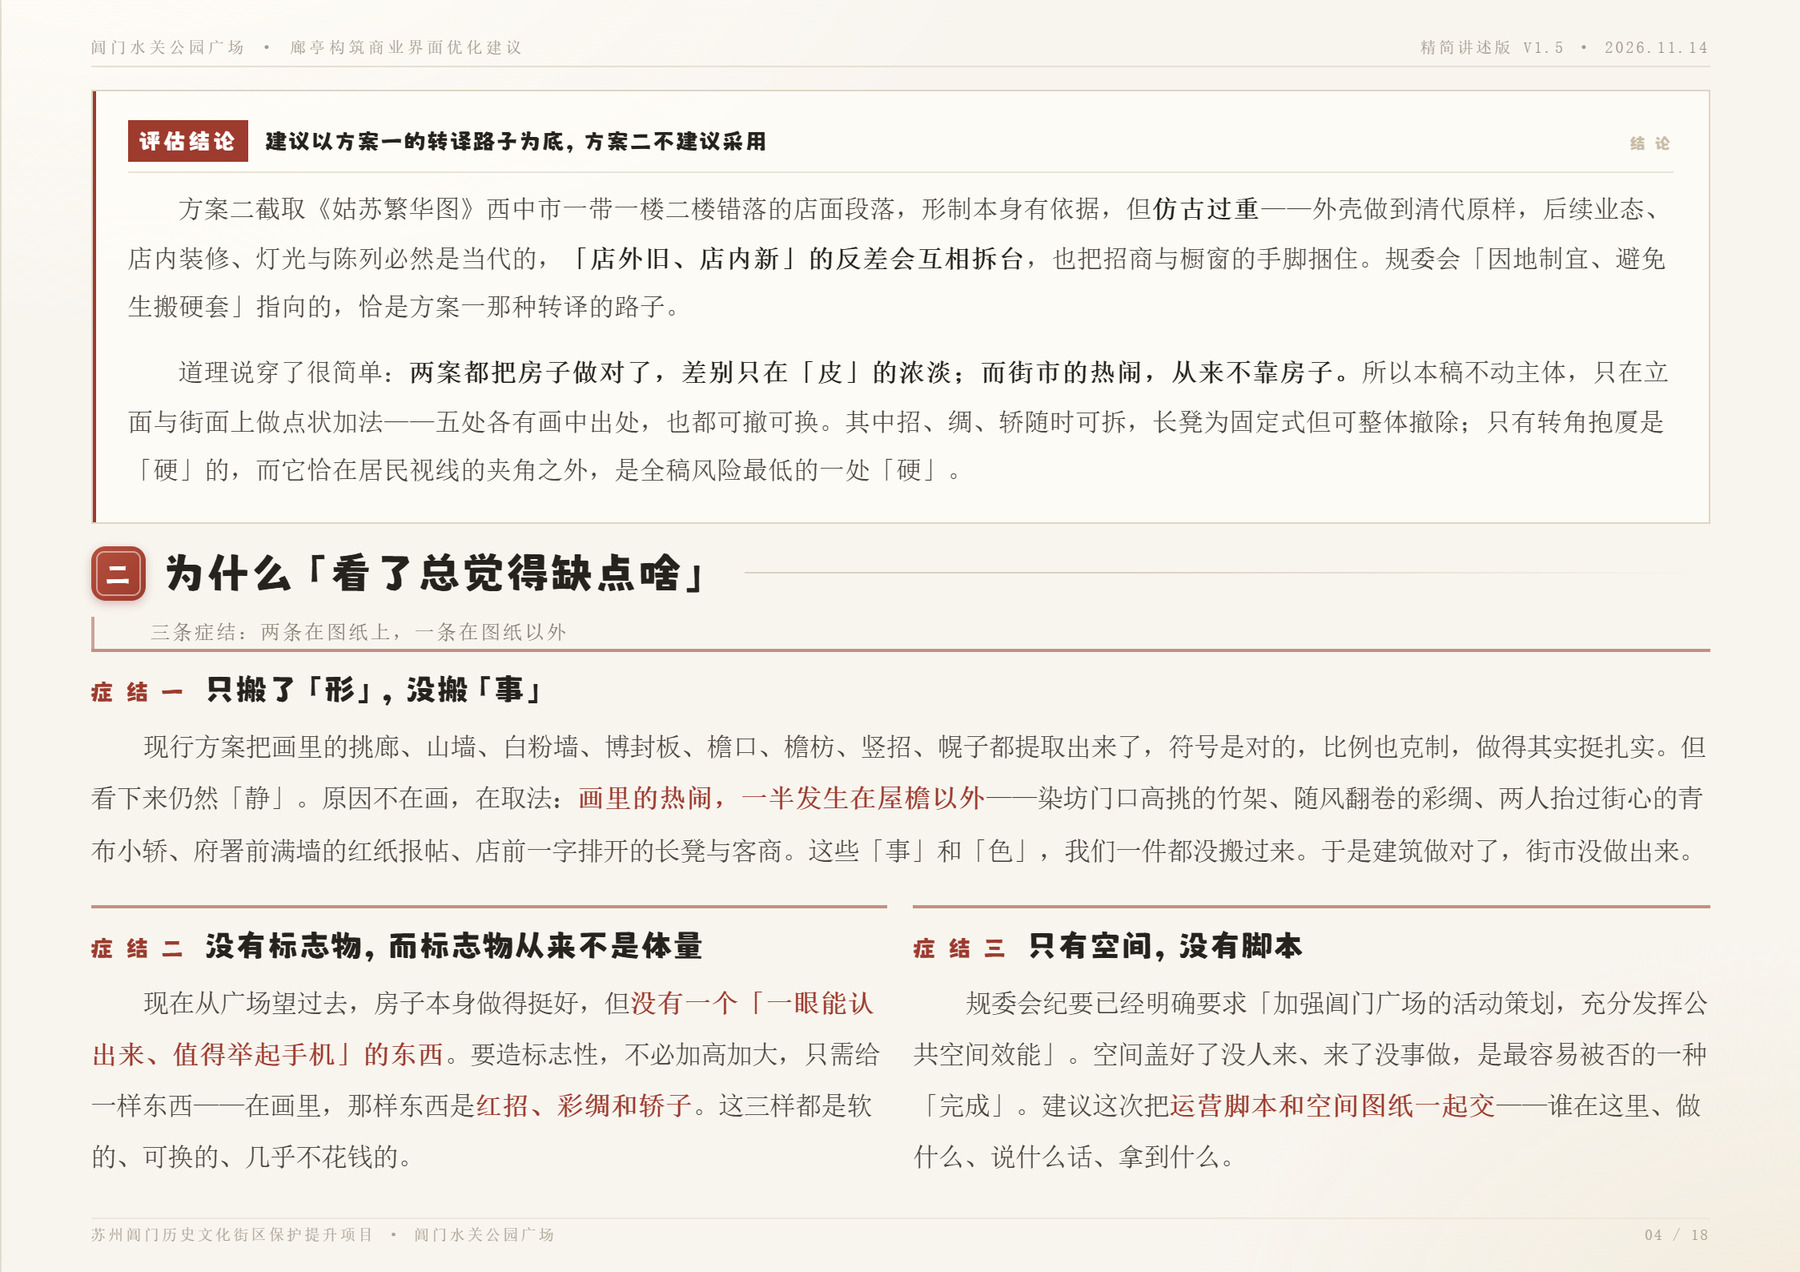 阊门水关公园广场 • 廊亭构筑商业界面优化建议
精简讲述版 V1.5 • 2026.11.14
评估结论 建议以方案一的转译路子为底，方案二不建议采用
结论
方案二截取《姑苏繁华图》西中市一带一楼二楼错落的店面段落，形制本身有依据，但仿古过重——外壳做到清代原样，后续业态、
店内装修、灯光与陈列必然是当代的，「店外旧、店内新」的反差会互相拆台，也把招商与橱窗的手脚捆住。规委会「因地制宜、避免
生搬硬套」指向的，恰是方案一那种转译的路子。
道理说穿了很简单：两案都把房子做对了，差别只在「皮」的浓淡；而街市的热闹，从来不靠房子。所以本稿不动主体，只在立
面与街面上做点状加法——五处各有画中出处，也都可撤可换。其中招、绸、轿随时可拆，长凳为固定式但可整体撤除；只有转角抱厦是
「硬」的，而它恰在居民视线的夹角之外，是全稿风险最低的一处「硬」。
二 为什么「看了总觉得缺点啥」
三条症结：两条在图纸上，一条在图纸以外
症结一 只搬了「形」，没搬「事」
现行方案把画里的挑廊、山墙、白粉墙、博封板、檐口、檐枋、竖招、幌子都提取出来了，符号是对的，比例也克制，做得其实挺扎实。但
看下来仍然「静」。原因不在画，在取法：画里的热闹，一半发生在屋檐以外——染坊门口高挑的竹架、随风翻卷的彩绸、两人抬过街心的青
布小轿、府署前满墙的红纸报帖、店前一字排开的长凳与客商。这些「事」和「色」，我们一件都没搬过来。于是建筑做对了，街市没做出来。
症结二 没有标志物，而标志物从来不是体量
现在从广场望过去，房子本身做得挺好，但没有一个「一眼能认
出来、值得举起手机」的东西。要造标志性，不必加高加大，只需给
一样东西——在画里，那样东西是红招、彩绸和轿子。这三样都是软
的、可换的、几乎不花钱的。
症结三 只有空间，没有脚本
规委会纪要已经明确要求「加强阊门广场的活动策划，充分发挥公
共空间效能」。空间盖好了没人来、来了没事做，是最容易被否的一种
「完成」。建议这次把运营脚本和空间图纸一起交——谁在这里、做
什么、说什么话、拿到什么。
苏州阊门历史文化街区保护提升项目 • 阊门水关公园广场
04 / 18